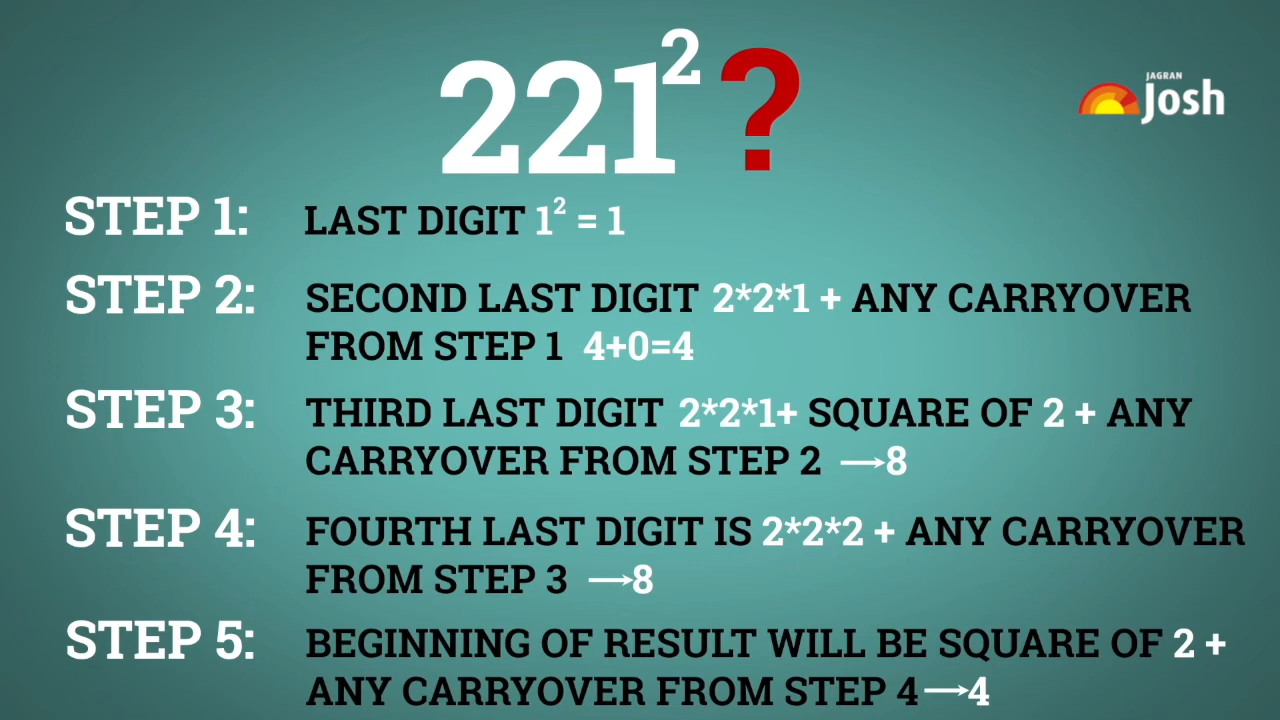 221² ?
JAGRAN
Josh
STEP 1: LAST DIGIT 1² = 1
STEP 2: SECOND LAST DIGIT 2*2*1 + ANY CARRYOVER
FROM STEP 1 4+0=4
STEP 3: THIRD LAST DIGIT 2*2*1+ SQUARE OF 2 + ANY
CARRYOVER FROM STEP 2 →8
STEP 4: FOURTH LAST DIGIT IS 2*2*2 + ANY CARRYOVER
FROM STEP 3 →8
STEP 5: BEGINNING OF RESULT WILL BE SQUARE OF 2 +
ANY CARRYOVER FROM STEP 4→4